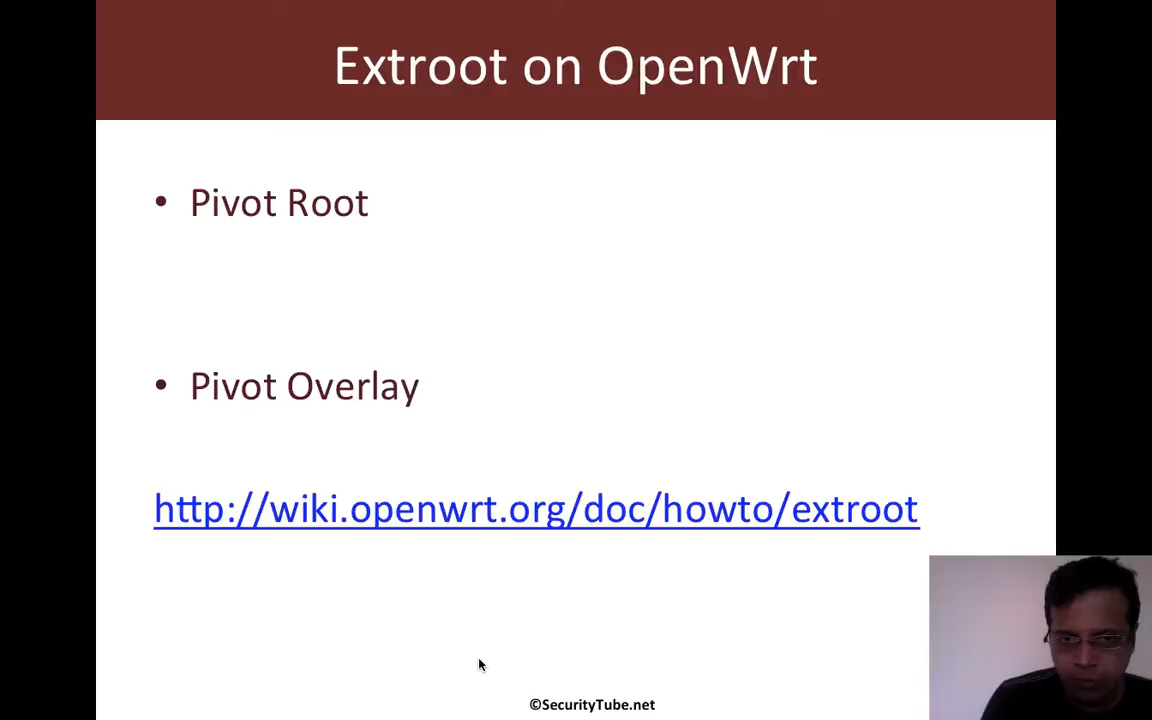 Extroot on OpenWrt
• Pivot Root
• Pivot Overlay
http://wiki.openwrt.org/doc/howto/extroot
©SecurityTube.net